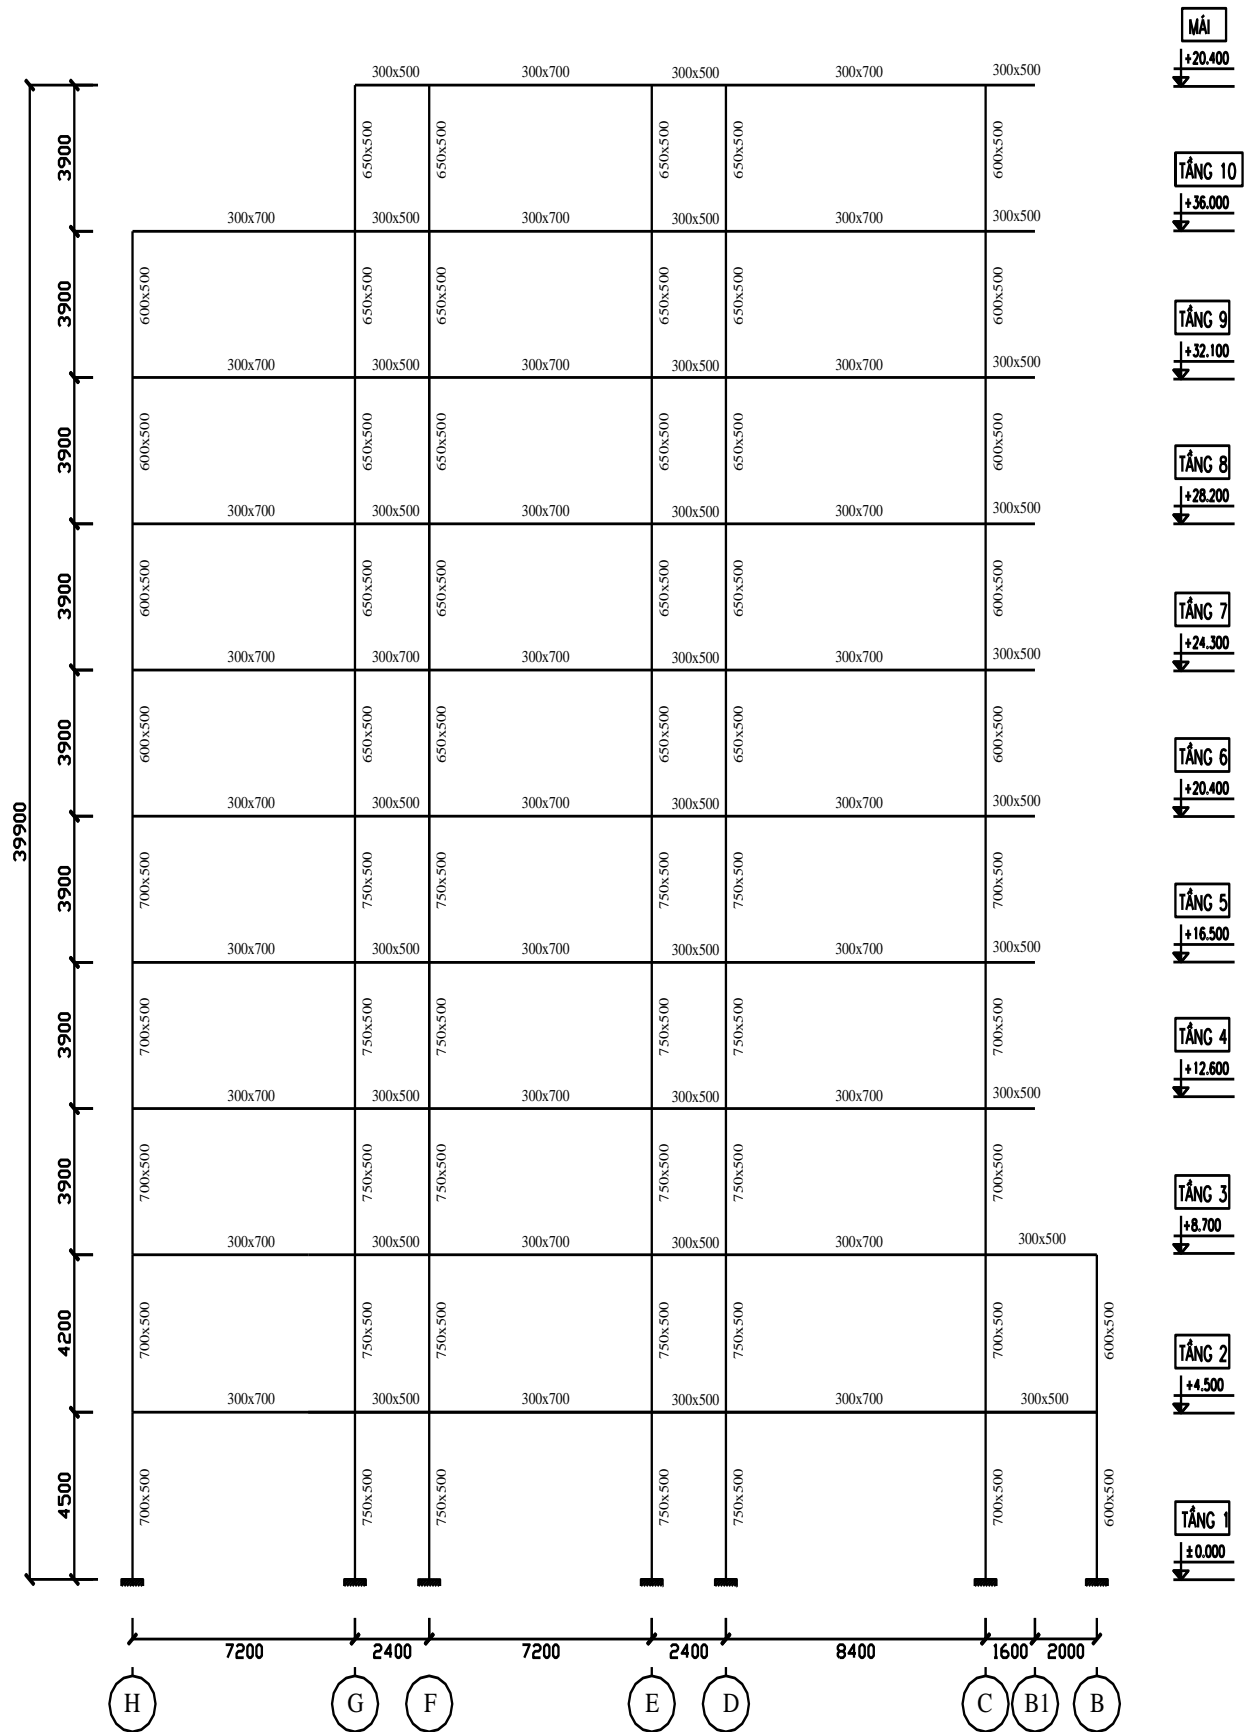 MÁI
+20.400
300x500 300x700 300x500 300x700 300x500
3900 650x500 650x500 650x500 650x500 600x500
TẦNG 10
+36.000
300x700 300x500 300x700 300x500 300x700 300x500
3900 600x500 650x500 650x500 650x500 650x500 600x500
TẦNG 9
+32.100
300x700 300x500 300x700 300x500 300x700 300x500
3900 600x500 650x500 650x500 650x500 650x500 600x500
TẦNG 8
+28.200
300x700 300x500 300x700 300x500 300x700 300x500
3900 600x500 650x500 650x500 650x500 650x500 600x500
TẦNG 7
+24.300
300x700 300x700 300x700 300x500 300x700 300x500
3900 600x500 650x500 650x500 650x500 650x500 600x500
TẦNG 6
+20.400
300x700 300x500 300x700 300x500 300x700 300x500
39900
3900 700x500 750x500 750x500 750x500 750x500 700x500
TẦNG 5
+16.500
300x700 300x500 300x700 300x500 300x700 300x500
3900 700x500 750x500 750x500 750x500 750x500 700x500
TẦNG 4
+12.600
300x700 300x500 300x700 300x500 300x700 300x500
3900 700x500 750x500 750x500 750x500 750x500 700x500
TẦNG 3
+8.700
300x700 300x500 300x700 300x500 300x700 300x500
4200 700x500 750x500 750x500 750x500 750x500 700x500 600x500
TẦNG 2
+4.500
300x700 300x500 300x700 300x500 300x700 300x500
4500 700x500 750x500 750x500 750x500 750x500 700x500 600x500
TẦNG 1
±0.000
7200 2400 7200 2400 8400 1600 2000
H G F E D C B1 B